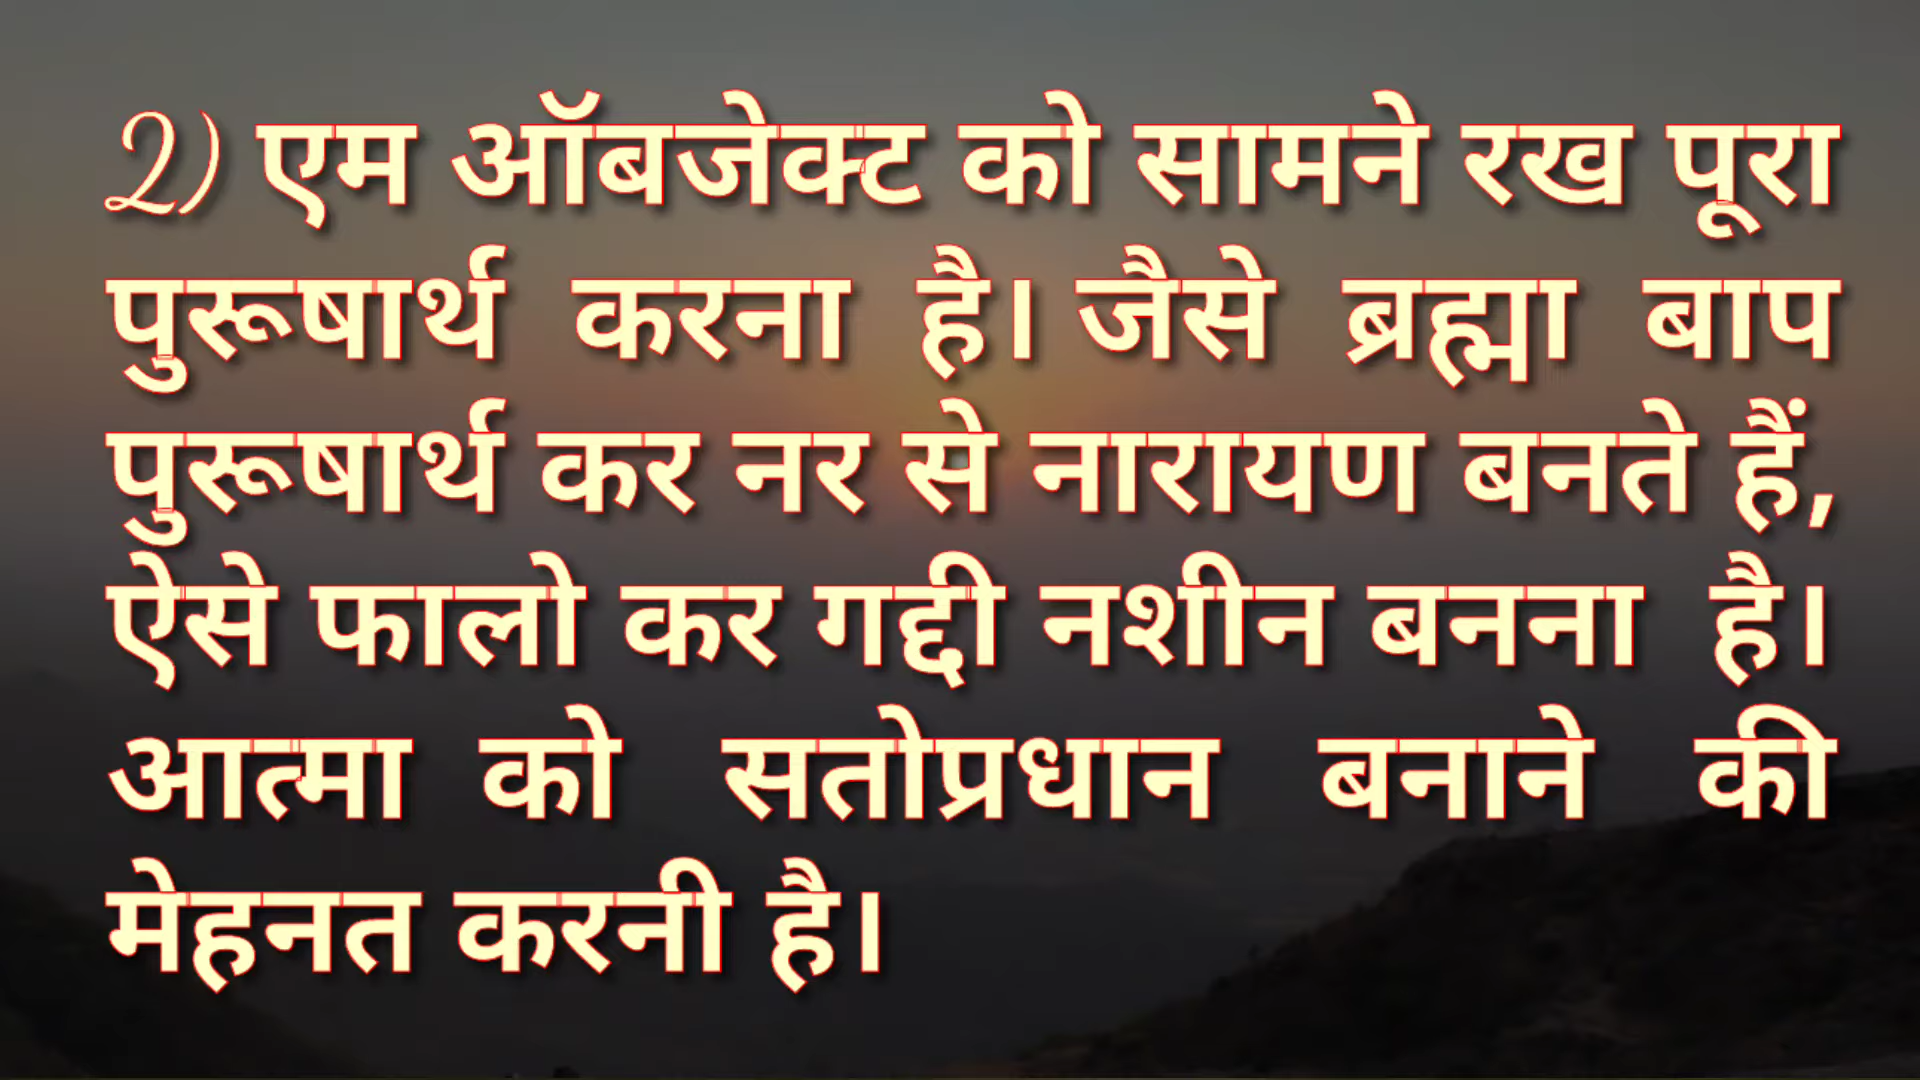 2) एम ऑबजेक्ट को सामने रख पूरा
पुरूषार्थ करना है। जैसे ब्रह्मा बाप
पुरूषार्थ कर नर से नारायण बनते हैं,
ऐसे फालो कर गद्दी नशीन बनना है।
आत्मा को सतोप्रधान बनाने की
मेहनत करनी है।